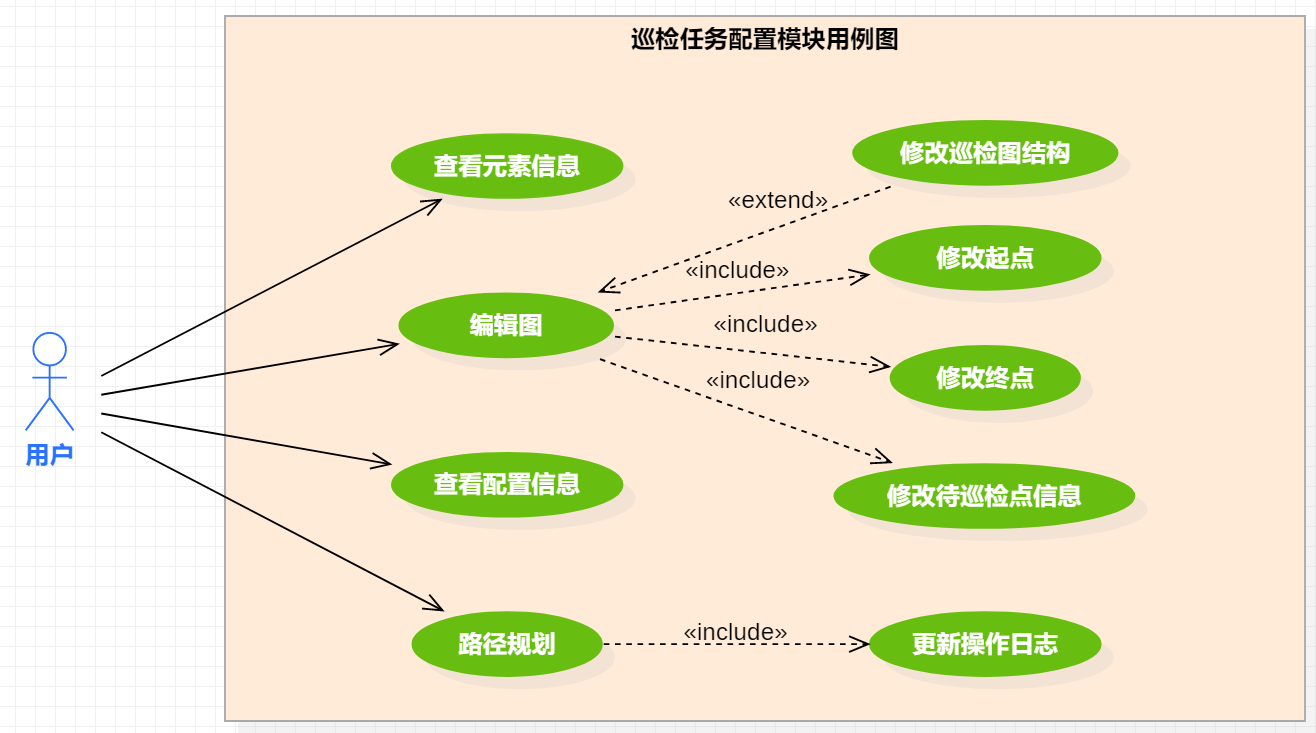 巡检任务配置模块用例图
查看元素信息
修改巡检图结构
«extend»
修改起点
«include»
编辑图
«include»
修改终点
«include»
用户
查看配置信息
修改待巡检点信息
路径规划
«include»
更新操作日志